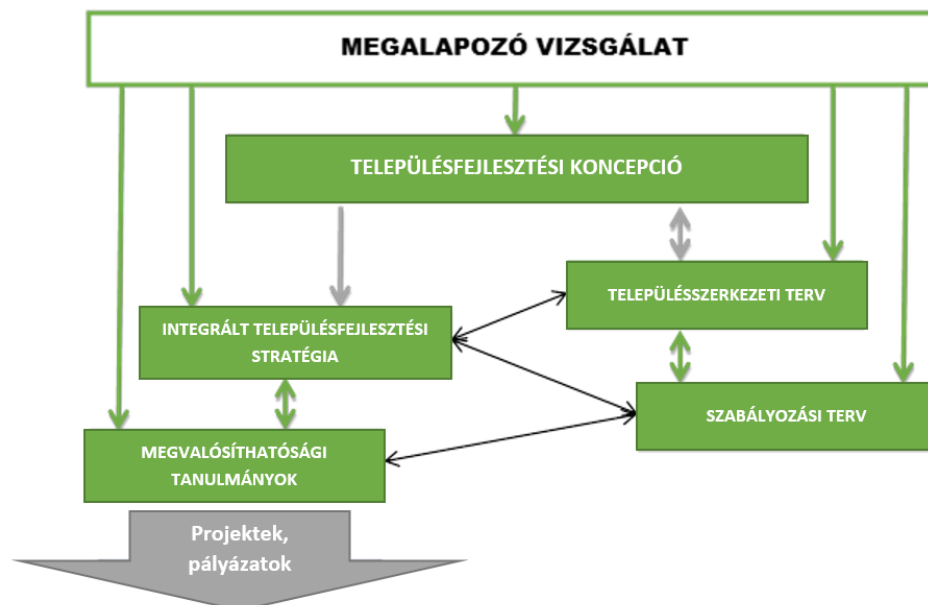 MEGALAPOZÓ VIZSGÁLAT
TELEPÜLÉSFEJLESZTÉSI KONCEPCIÓ
TELEPÜLÉSSZERKEZETI TERV
INTEGRÁLT TELEPÜLÉSFEJLESZTÉSI
STRATÉGIA
SZABÁLYOZÁSI TERV
MEGVALÓSÍTHATÓSÁGI
TANULMÁNYOK
Projektek,
pályázatok